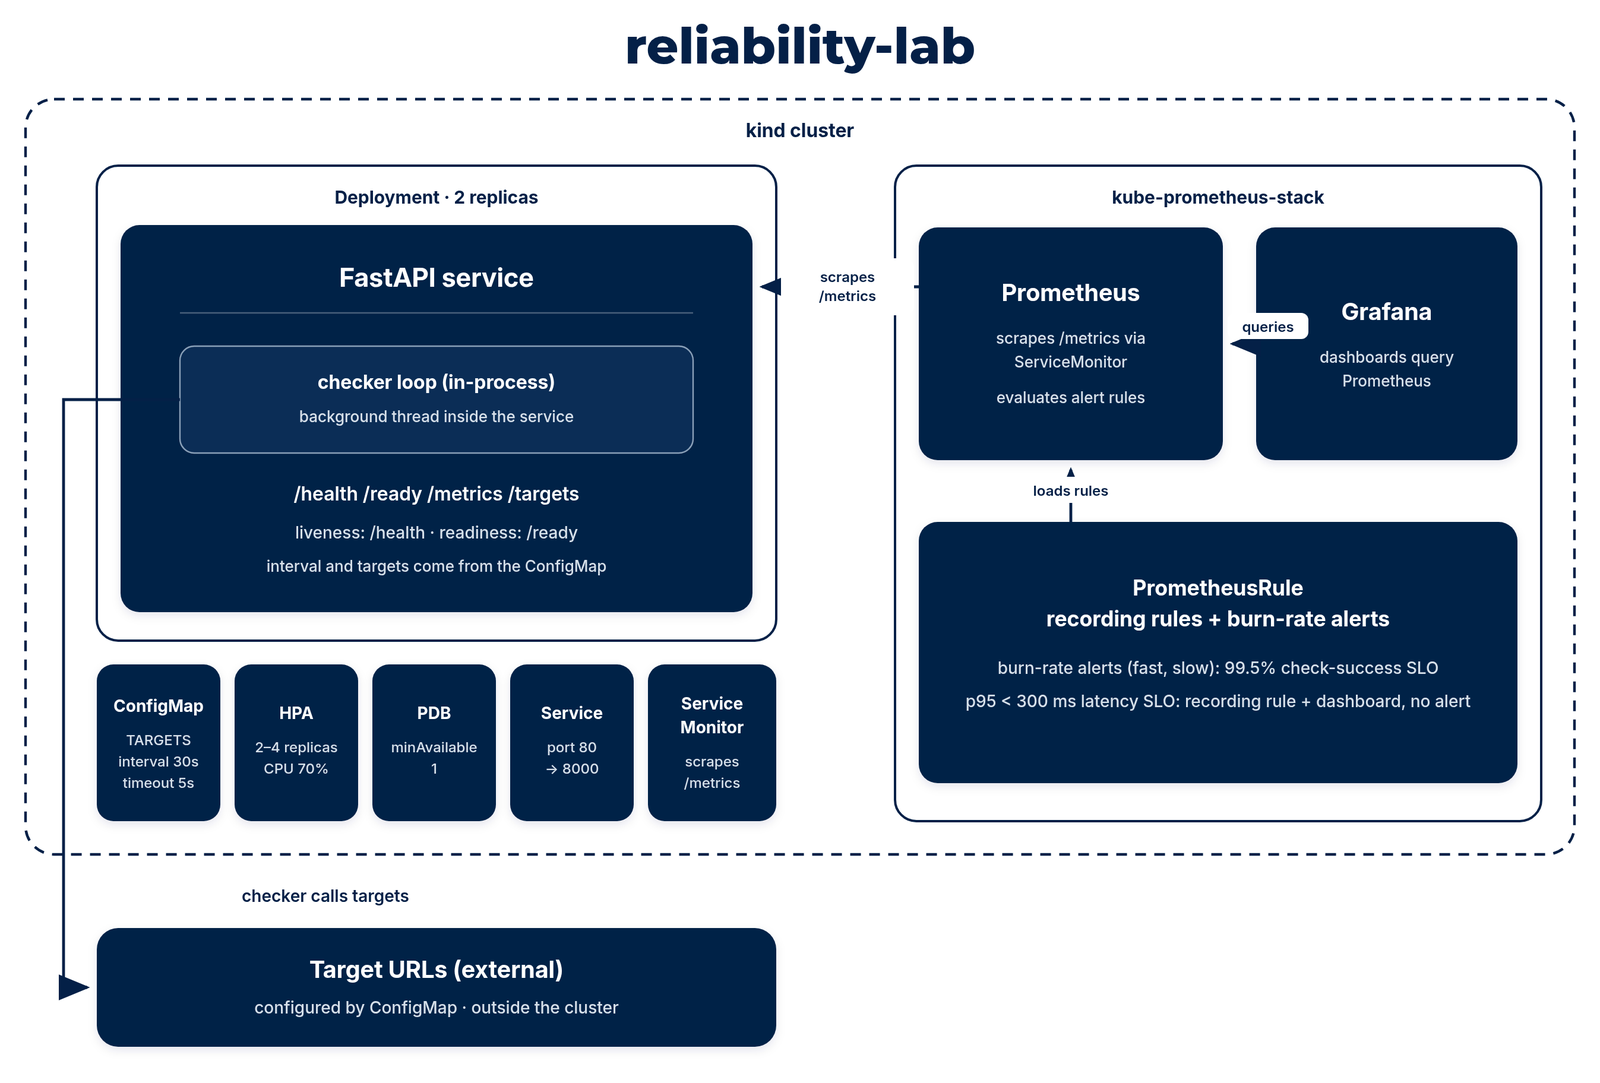 reliability-lab
kind cluster
Deployment · 2 replicas
FastAPI service
checker loop (in-process)
background thread inside the service
/health /ready /metrics /targets
liveness: /health · readiness: /ready
interval and targets come from the ConfigMap
scrapes
/metrics
kube-prometheus-stack
Prometheus
scrapes /metrics via
ServiceMonitor
evaluates alert rules
queries
Grafana
dashboards query
Prometheus
loads rules
PrometheusRule
recording rules + burn-rate alerts
burn-rate alerts (fast, slow): 99.5% check-success SLO
p95 < 300 ms latency SLO: recording rule + dashboard, no alert
ConfigMap
TARGETS
interval 30s
timeout 5s
HPA
2–4 replicas
CPU 70%
PDB
minAvailable
1
Service
port 80
→ 8000
Service
Monitor
scrapes
/metrics
checker calls targets
Target URLs (external)
configured by ConfigMap · outside the cluster